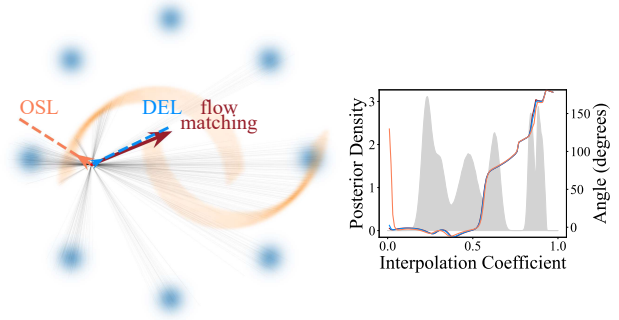 OSL
DEL flow
matching
Posterior Density
3
2
1
0
0.0 0.5 1.0
Interpolation Coefficient
150
100
50
0
Angle (degrees)